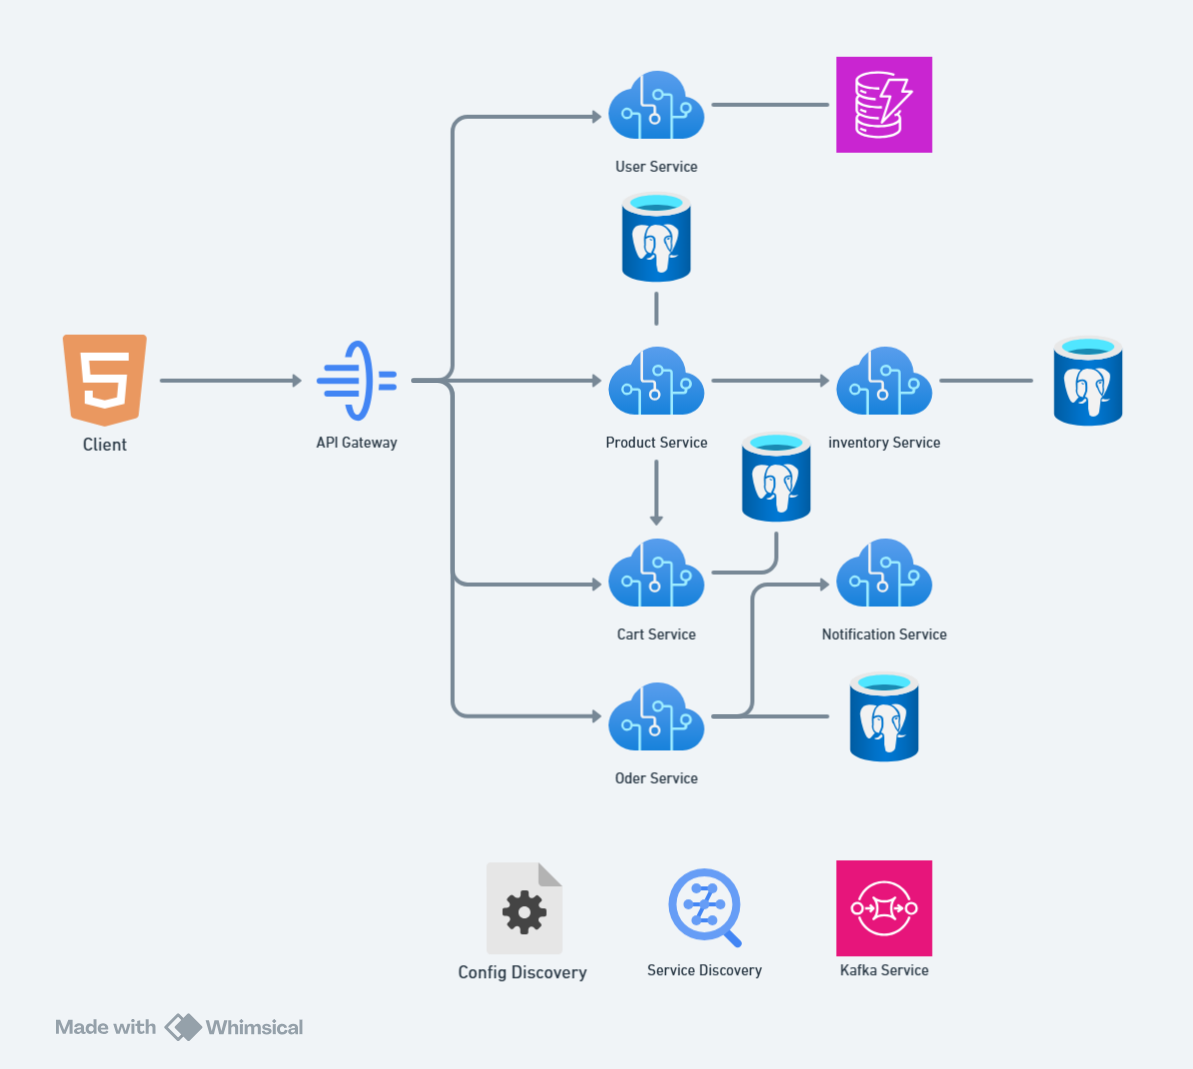 User Service
Client
API Gateway
Product Service
inventory Service
Cart Service
Notification Service
Oder Service
Config Discovery
Service Discovery
Kafka Service
Made with Whimsical